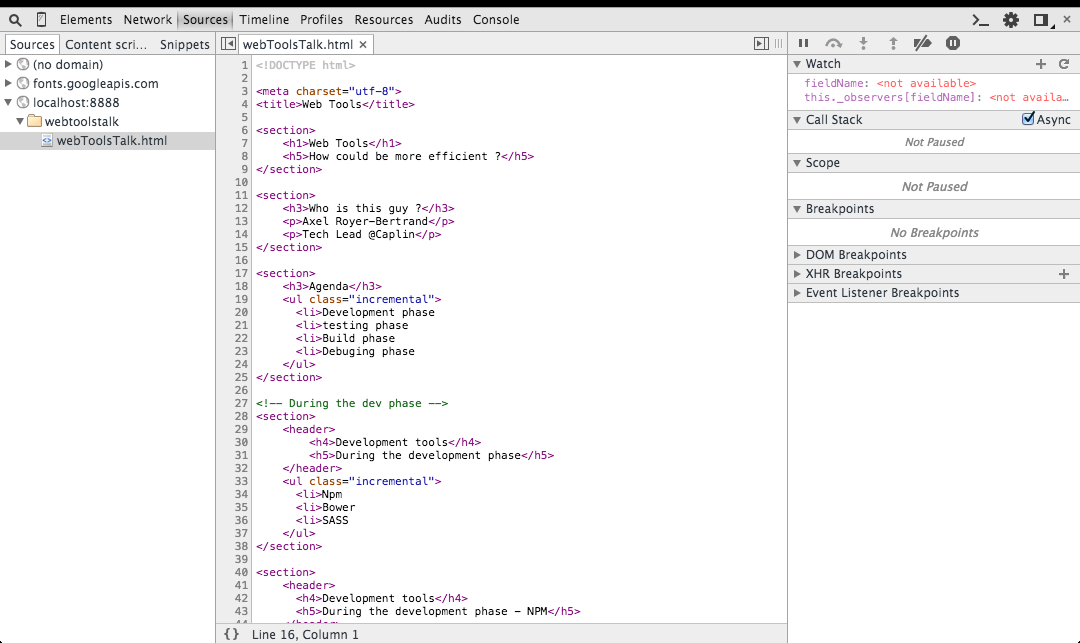 Elements Network Sources Timeline Profiles Resources Audits Console
Sources Content scri... Snippets
webToolsTalk.html ×
(no domain)
fonts.googleapis.com
localhost:8888
webtoolstalk
webToolsTalk.html
1 <!DOCTYPE html>
2
3 <meta charset="utf-8">
4 <title>Web Tools</title>
5
6 <section>
7 <h1>Web Tools</h1>
8 <h5>How could be more efficient ?</h5>
9 </section>
10
11 <section>
12 <h3>Who is this guy ?</h3>
13 <p>Axel Royer-Bertrand</p>
14 <p>Tech Lead @Caplin</p>
15 </section>
16
17 <section>
18 <h3>Agenda</h3>
19 <ul class="incremental">
20 <li>Development phase
21 <li>testing phase
22 <li>Build phase
23 <li>Debuging phase
24 </ul>
25 </section>
26
27 <!-- During the dev phase -->
28 <section>
29 <header>
30 <h4>Development tools</h4>
31 <h5>During the development phase</h5>
32 </header>
33 <ul class="incremental">
34 <li>Npm
35 <li>Bower
36 <li>SASS
37 </ul>
38 </section>
39
40 <section>
41 <header>
42 <h4>Development tools</h4>
43 <h5>During the development phase - NPM</h5>
44 </header>
{} Line 16, Column 1
Watch
fieldName: <not available>
this._observers[fieldName]: <not availa...
Call Stack Async
Not Paused
Scope
Not Paused
Breakpoints
No Breakpoints
DOM Breakpoints
XHR Breakpoints
Event Listener Breakpoints